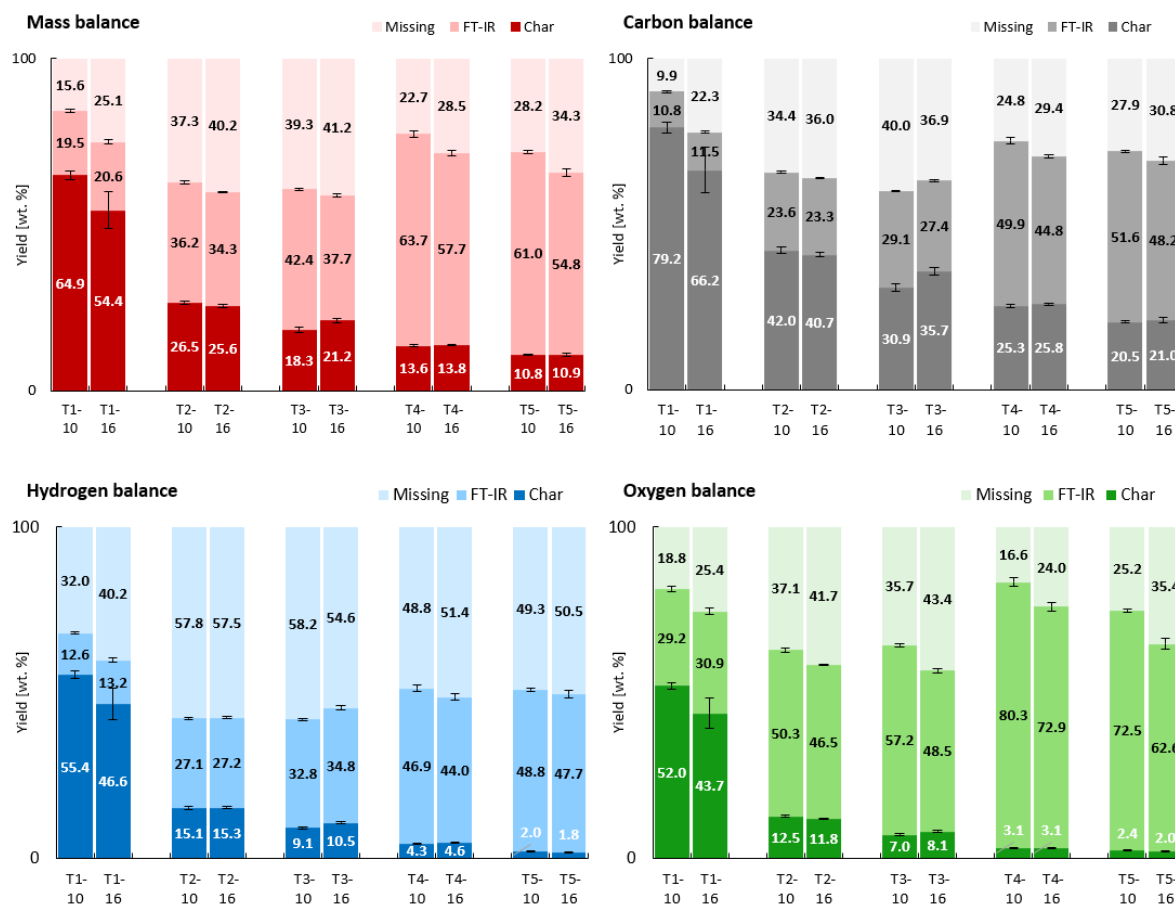 Mass balance
Missing FT-IR Char
Yield [wt. %]
100
0
15.6 25.1 37.3 40.2 39.3 41.2 22.7 28.5 28.2 34.3
19.5 20.6 36.2 34.3 42.4 37.7 63.7 57.7 61.0 54.8
64.9 54.4 26.5 25.6 18.3 21.2 13.6 13.8 10.8 10.9
T1- T1- T2- T2- T3- T3- T4- T4- T5- T5-
10 16 10 16 10 16 10 16 10 16
Carbon balance
Missing FT-IR Char
Yield [wt. %]
100
0
9.9 22.3 34.4 36.0 40.0 36.9 24.8 29.4 27.9 30.8
10.8 11.5 23.6 23.3 29.1 27.4 49.9 44.8 51.6 48.2
79.2 66.2 42.0 40.7 30.9 35.7 25.3 25.8 20.5 21.0
T1- T1- T2- T2- T3- T3- T4- T4- T5- T5-
10 16 10 16 10 16 10 16 10 16
Hydrogen balance
Missing FT-IR Char
Yield [wt. %]
100
0
32.0 40.2 57.8 57.5 58.2 54.6 48.8 51.4 49.3 50.5
12.6 13.2 27.1 27.2 32.8 34.8 46.9 44.0 48.8 47.7
55.4 46.6 15.1 15.3 9.1 10.5 4.3 4.6 2.0 1.8
T1- T1- T2- T2- T3- T3- T4- T4- T5- T5-
10 16 10 16 10 16 10 16 10 16
Oxygen balance
Missing FT-IR Char
Yield [wt. %]
100
0
18.8 25.4 37.1 41.7 35.7 43.4 16.6 24.0 25.2 35.4
29.2 30.9 50.3 46.5 57.2 48.5 80.3 72.9 72.5 62.6
52.0 43.7 12.5 11.8 7.0 8.1 3.1 3.1 2.4 2.0
T1- T1- T2- T2- T3- T3- T4- T4- T5- T5-
10 16 10 16 10 16 10 16 10 16